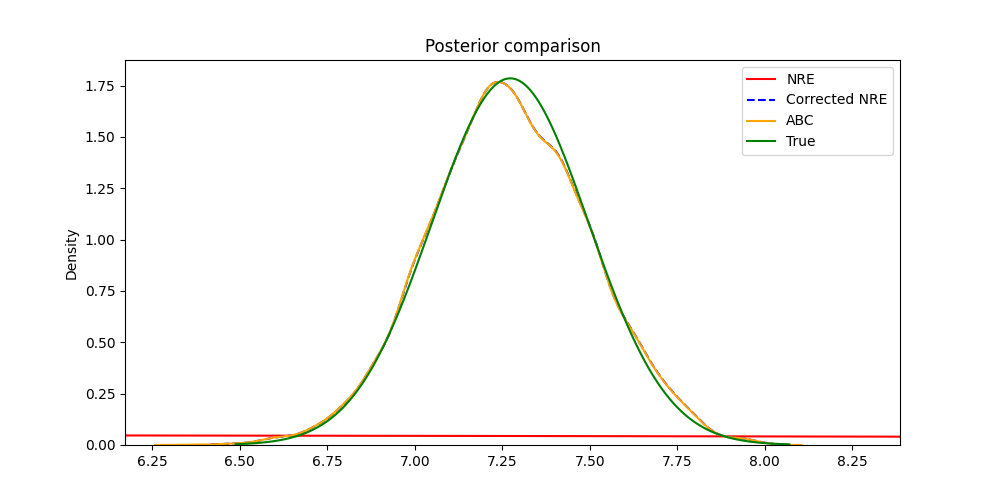 Posterior comparison
NRE
Corrected NRE
ABC
True
Density
1.75
1.50
1.25
1.00
0.75
0.50
0.25
0.00
6.25 6.50 6.75 7.00 7.25 7.50 7.75 8.00 8.25